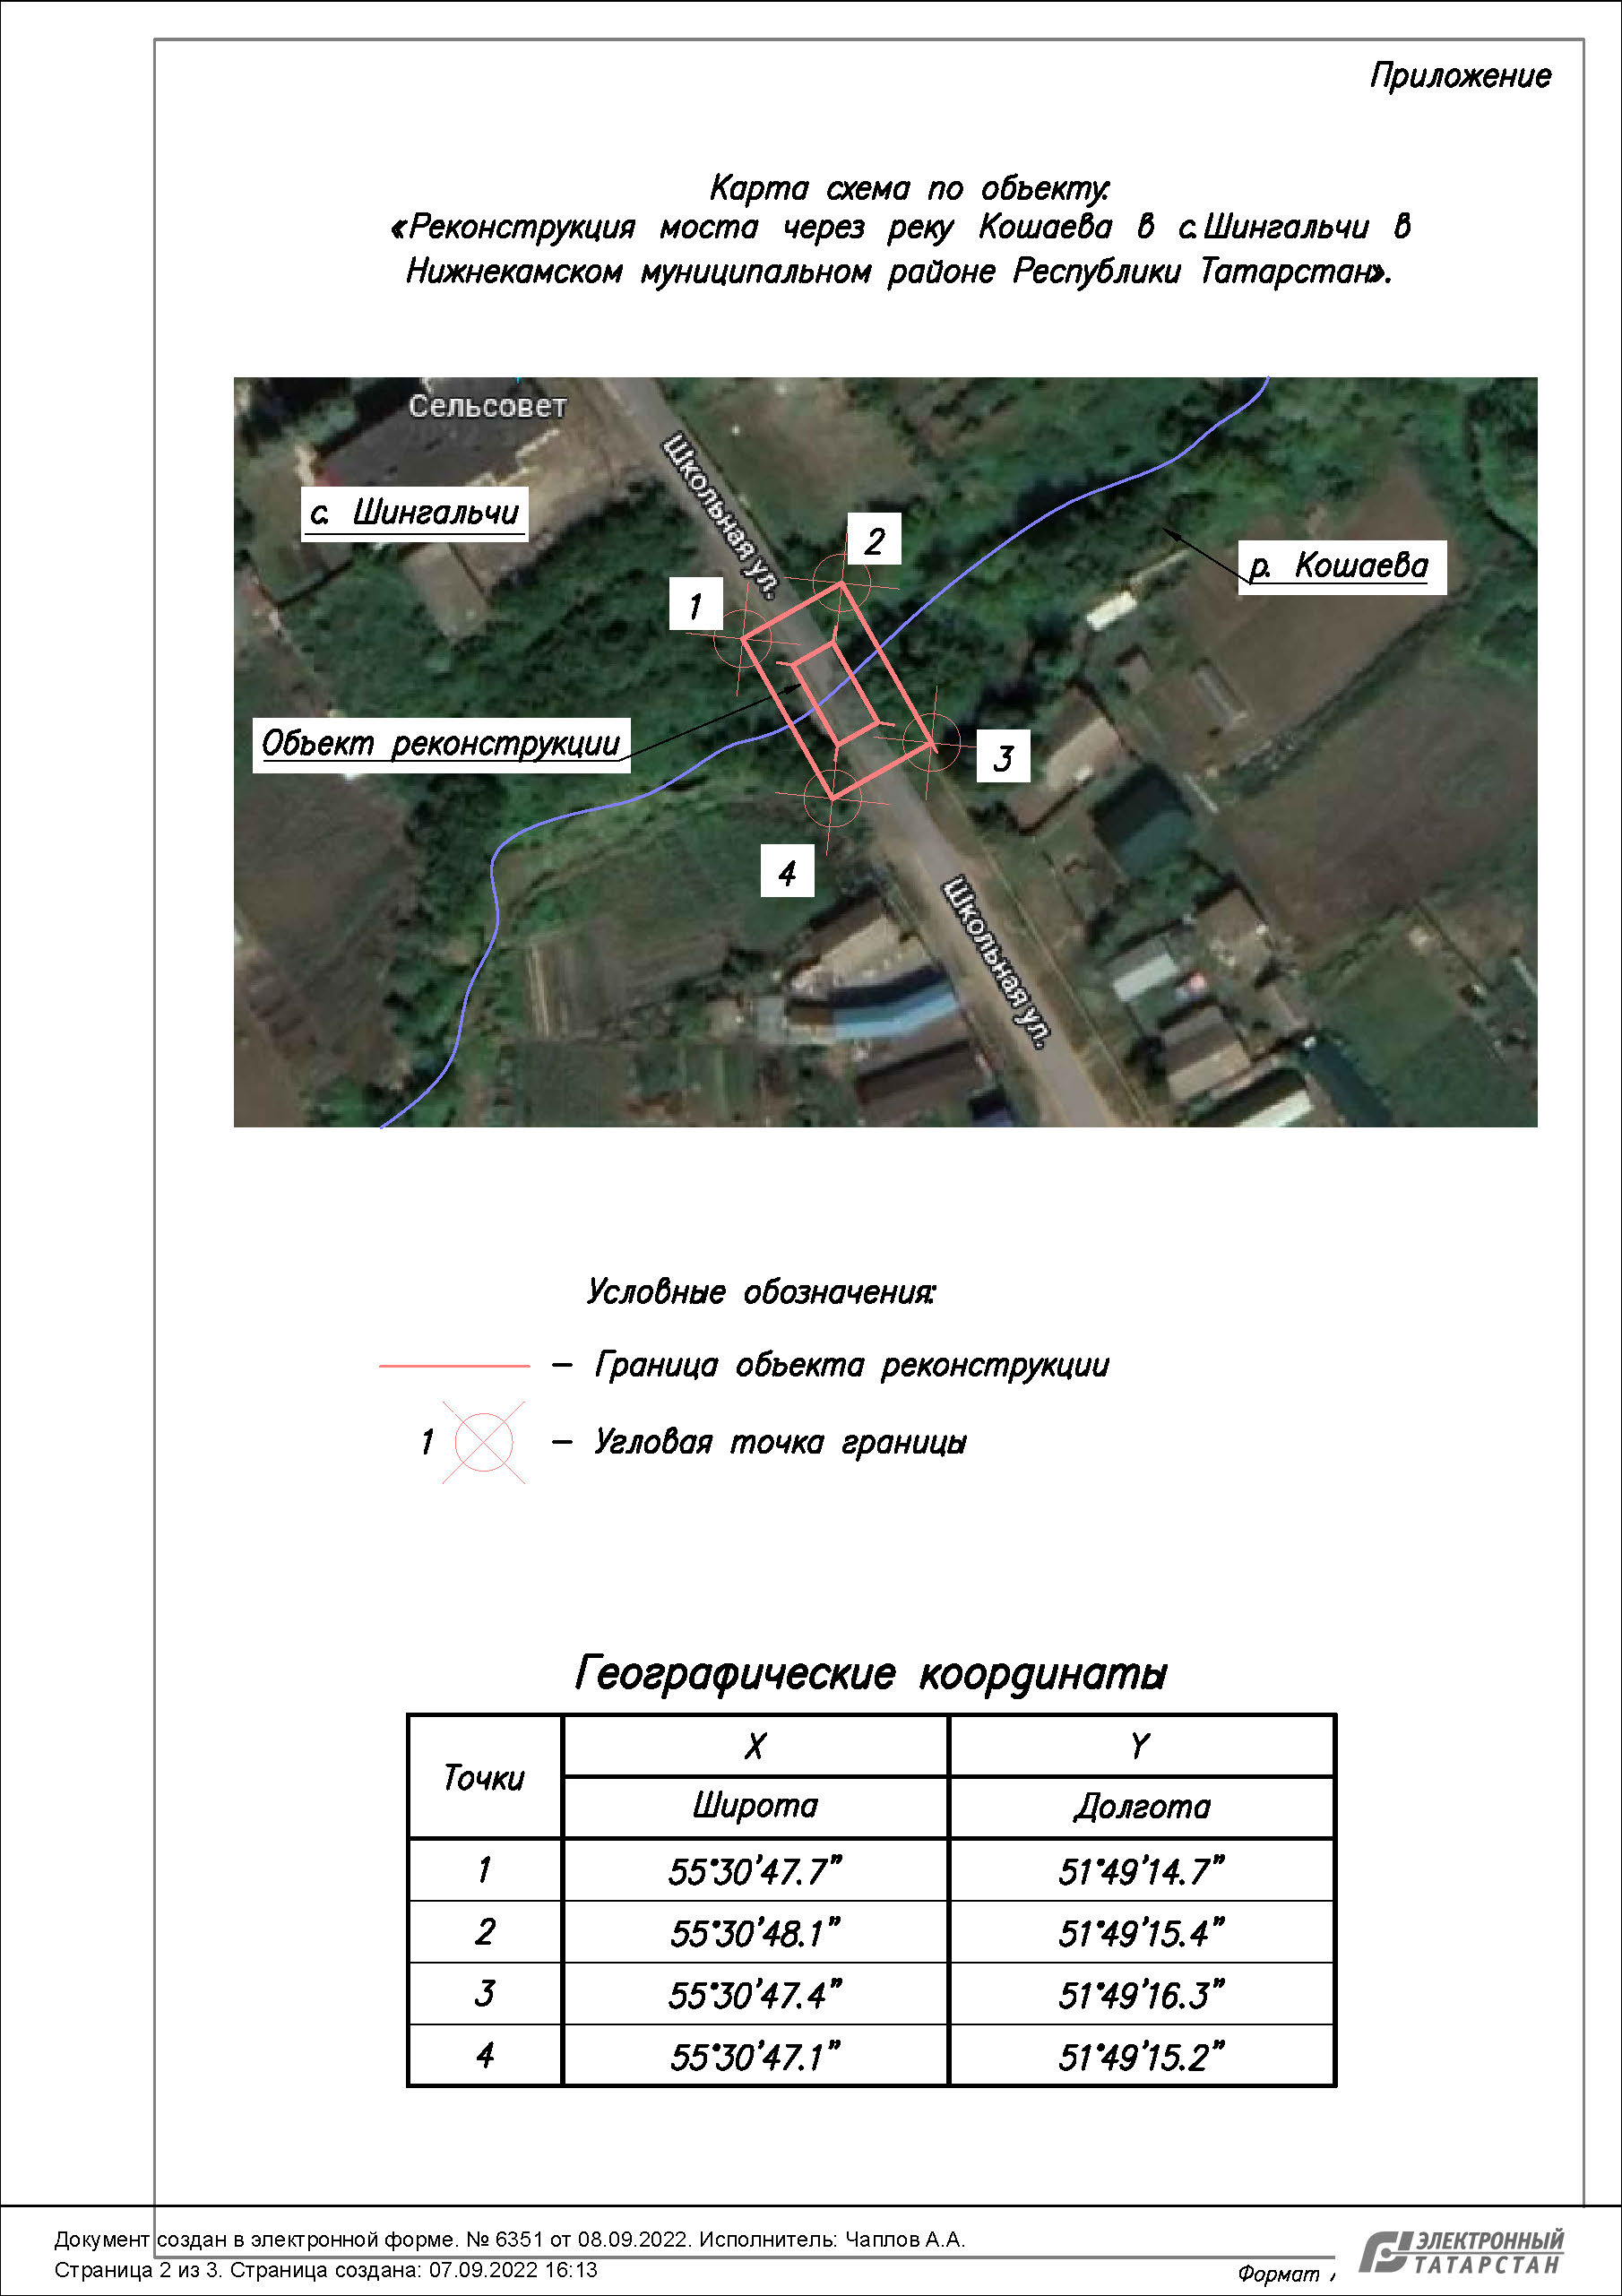 Приложение
Карта схема по объекту:
«Реконструкция моста через реку Кошаева в с.Шингальчи в
Нижнекамском муниципальном районе Республики Татарстан».
Сельсовет
Школьная ул.
с. Шингальчи
2
р. Кошаева
1
Объект реконструкции
3
4
Школьная ул.
Условные обозначения:
– Граница объекта реконструкции
1 – Угловая точка границы
Географические координаты
Точки X Y
Широта Долгота
1 55°30'47.7" 51°49'14.7"
2 55°30'48.1" 51°49'15.4"
3 55°30'47.4" 51°49'16.3"
4 55°30'47.1" 51°49'15.2"
Документ создан в электронной форме. № 6351 от 08.09.2022. Исполнитель: Чаплов А.А.
Страница 2 из 3. Страница создана: 07.09.2022 16:13
Формат
ЭЛЕКТРОННЫЙ
ТАТАРСТАН